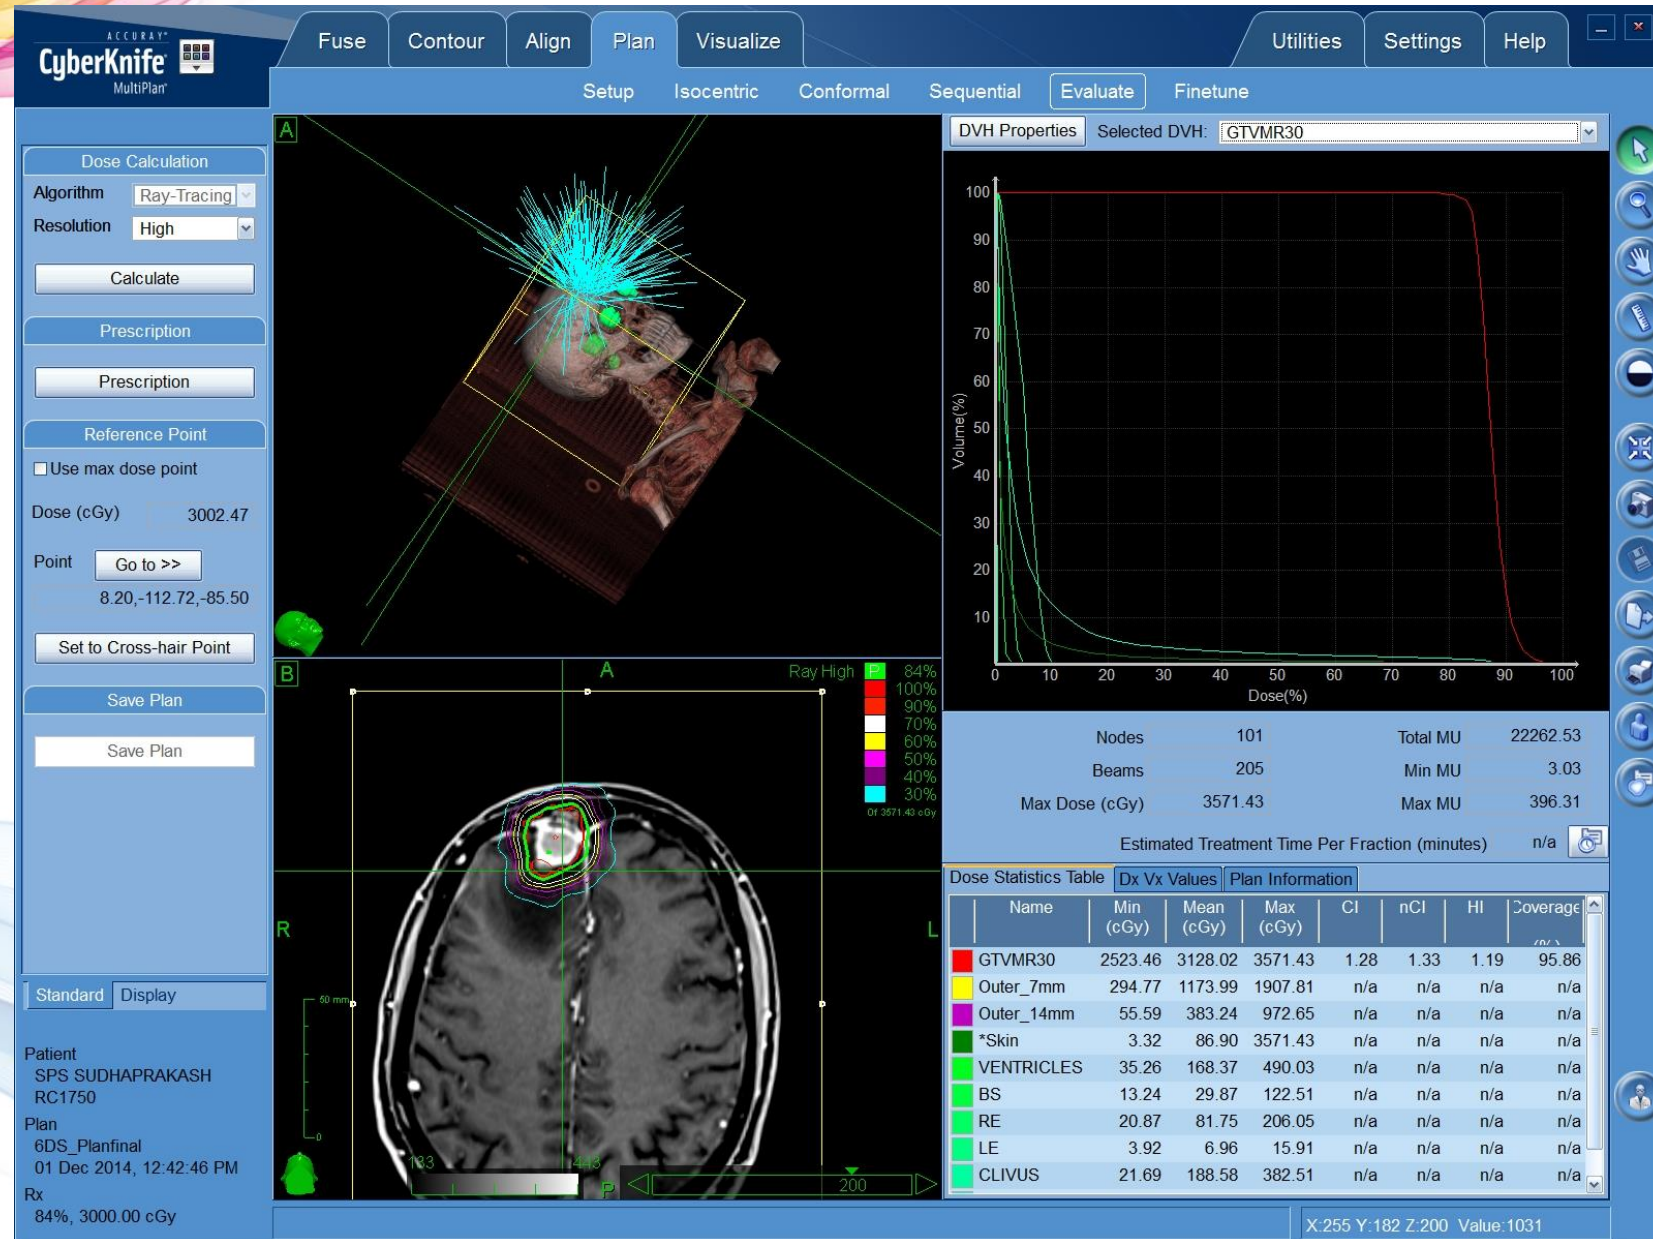 ACCURAY
CyberKnife
MultiPlan
Fuse Contour Align Plan Visualize Utilities Settings Help
Setup Isocentric Conformal Sequential Evaluate Finetune
Dose Calculation
Algorithm Ray-Tracing
Resolution High
Calculate
Prescription
Prescription
Reference Point
Use max dose point
Dose (cGy) 3002.47
Point Go to >>
8.20,-112.72,-85.50
Set to Cross-hair Point
Save Plan
Save Plan
Standard Display
Patient
SPS SUDHAPRAKASH
RC1750
Plan
6DS_Planfinal
01 Dec 2014, 12:42:46 PM
Rx
84%, 3000.00 cGy
A
B
A
Ray High P 84%
100%
90%
70%
60%
50%
40%
30%
Of 3571.43 cGy
R
L
50 mm
0
133 443
P
200
DVH Properties Selected DVH: GTVMR30
100
90
80
70
60
50
40
30
20
10
Volume(%)
0 10 20 30 40 50 60 70 80 90 100
Dose(%)
Nodes 101 Total MU 22262.53
Beams 205 Min MU 3.03
Max Dose (cGy) 3571.43 Max MU 396.31
Estimated Treatment Time Per Fraction (minutes) n/a
Dose Statistics Table Dx Vx Values Plan Information
Name Min (cGy) Mean (cGy) Max (cGy) CI nCI HI Coverage (%)
GTVMR30 2523.46 3128.02 3571.43 1.28 1.33 1.19 95.86
Outer_7mm 294.77 1173.99 1907.81 n/a n/a n/a n/a
Outer_14mm 55.59 383.24 972.65 n/a n/a n/a n/a
*Skin 3.32 86.90 3571.43 n/a n/a n/a n/a
VENTRICLES 35.26 168.37 490.03 n/a n/a n/a n/a
BS 13.24 29.87 122.51 n/a n/a n/a n/a
RE 20.87 81.75 206.05 n/a n/a n/a n/a
LE 3.92 6.96 15.91 n/a n/a n/a n/a
CLIVUS 21.69 188.58 382.51 n/a n/a n/a n/a
X:255 Y:182 Z:200 Value:1031